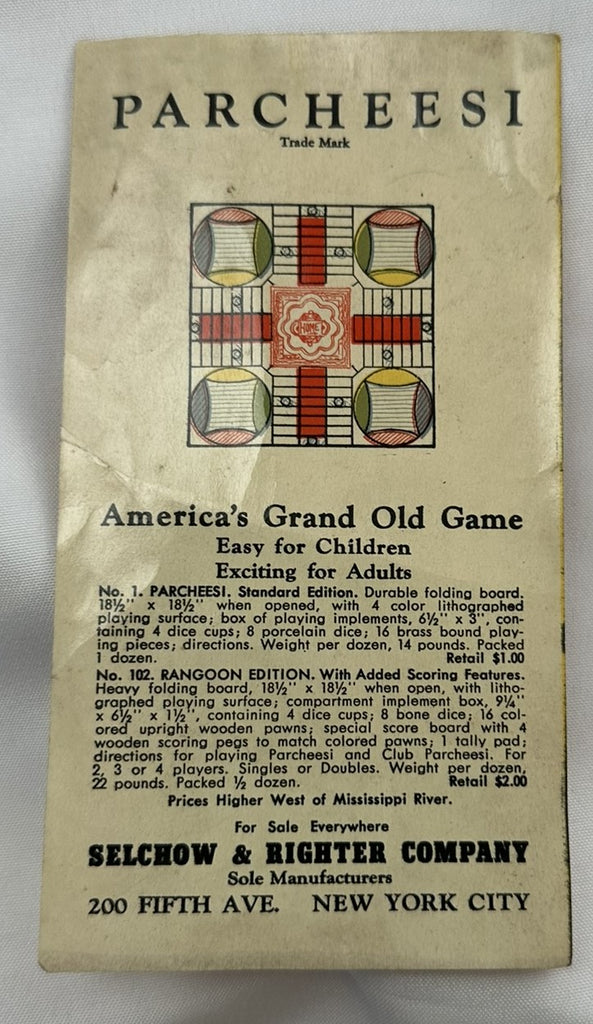 PARCHEESI
Trade Mark
HOME
America's Grand Old Game
Easy for Children
Exciting for Adults
No. 1. PARCHEESI. Standard Edition. Durable folding board.
18½" x 18½" when opened, with 4 color lithographed
playing surface; box of playing implements, 6½" x 3", con-
taining 4 dice cups; 8 porcelain dice; 16 brass bound play-
ing pieces; directions. Weight per dozen, 14 pounds. Packed
1 dozen. Retail $1.00
No. 102. RANGOON EDITION. With Added Scoring Features.
Heavy folding board, 18½" x 18½" when open, with litho-
graphed playing surface; compartment implement box, 9¼"
x 6½" x 1½", containing 4 dice cups; 8 bone dice; 16 col-
ored upright wooden pawns; special score board with 4
wooden scoring pegs to match colored pawns; 1 tally pad;
directions for playing Parcheesi and Club Parcheesi. For
2, 3 or 4 players. Singles or Doubles. Weight per dozen,
22 pounds. Packed ½ dozen. Retail $2.00
Prices Higher West of Mississippi River.
For Sale Everywhere
SELCHOW & RIGHTER COMPANY
Sole Manufacturers
200 FIFTH AVE. NEW YORK CITY